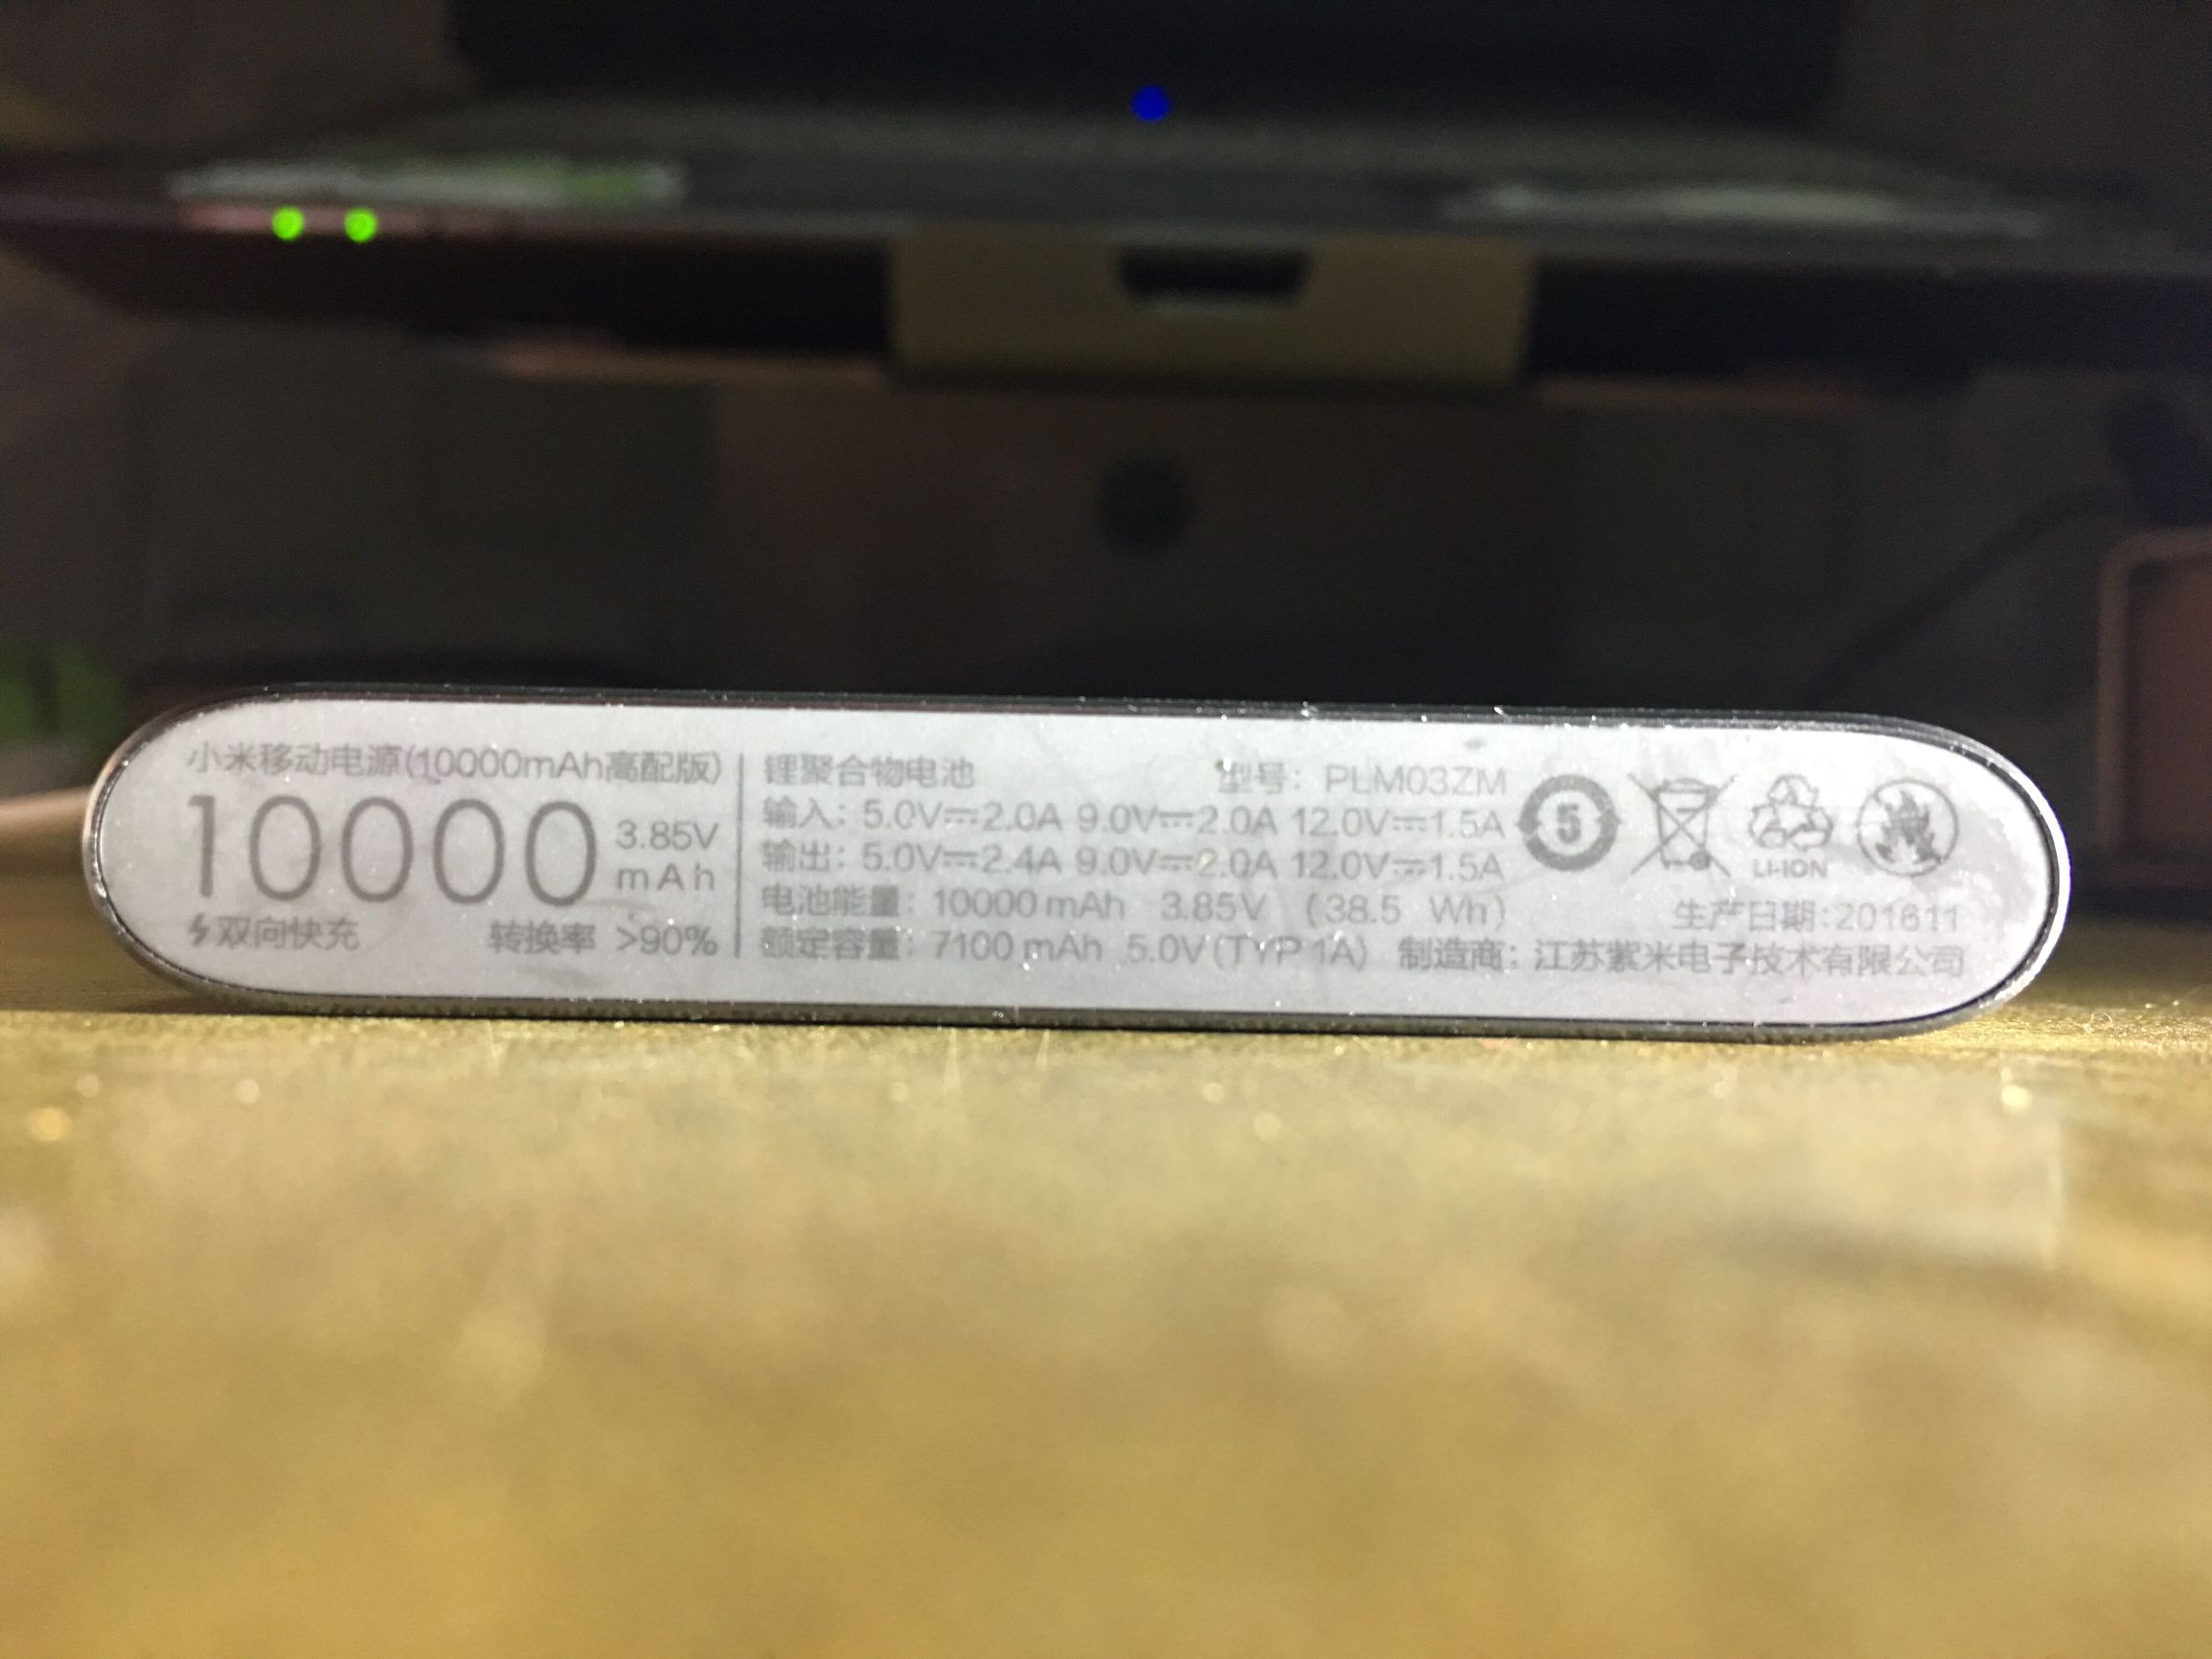 小米移动电源(10000mAh高配版)
10000 3.85V
mAh
双向快充 转换率 >90%
锂聚合物电池 型号: PLM03ZM
输入: 5.0V⎓2.0A 9.0V⎓2.0A 12.0V⎓1.5A
输出: 5.0V⎓2.4A 9.0V⎓2.0A 12.0V⎓1.5A
电池能量: 10000 mAh 3.85V (38.5 Wh)
额定容量: 7100 mAh 5.0V(TYP 1A)
5
LI-ION
生产日期:201611
制造商: 江苏紫米电子技术有限公司